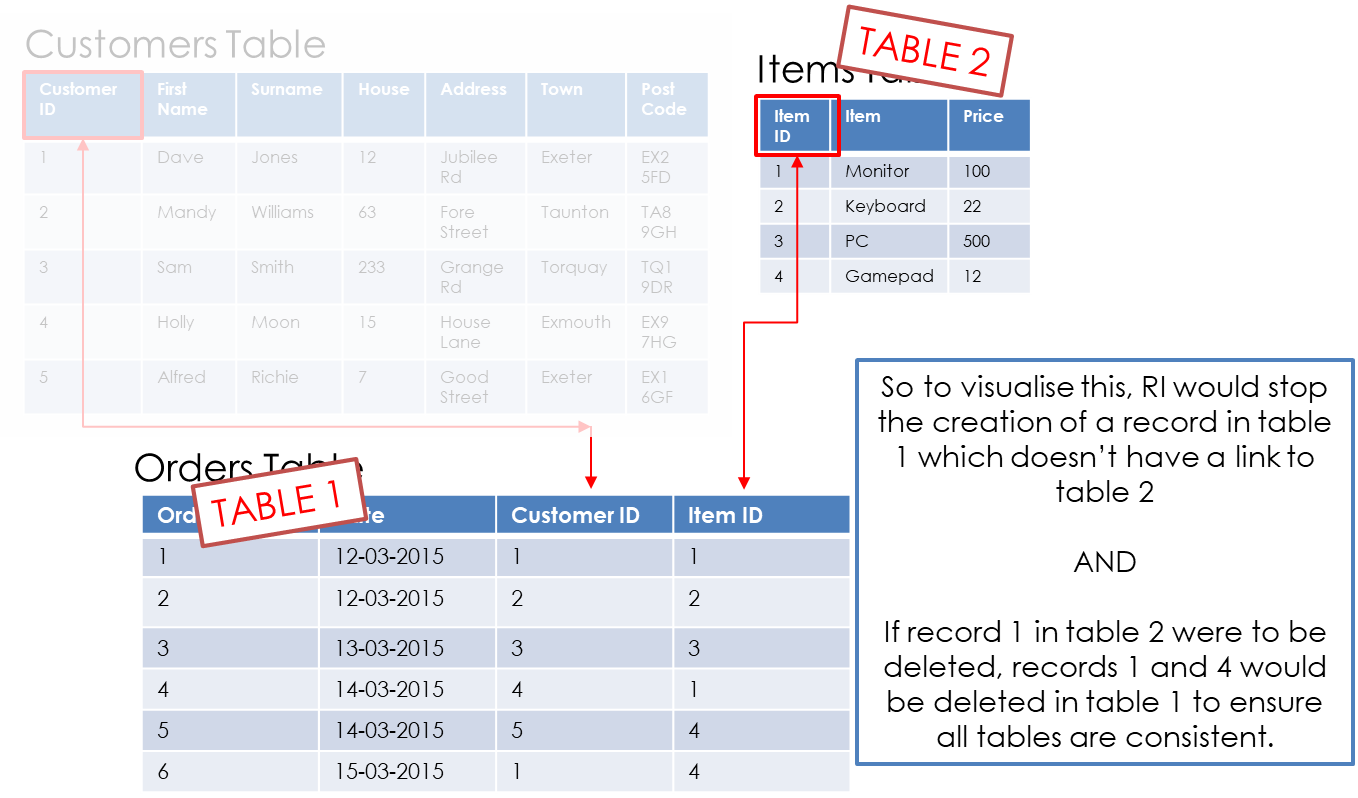 Customers Table
Customer ID First Name Surname House Address Town Post Code
1 Dave Jones 12 Jubilee Rd Exeter EX2 5FD
2 Mandy Williams 63 Fore Street Taunton TA8 9GH
3 Sam Smith 233 Grange Rd Torquay TQ1 9DR
4 Holly Moon 15 House Lane Exmouth EX9 7HG
5 Alfred Richie 7 Good Street Exeter EX1 6GF
TABLE 2
Items
Item ID Item Price
1 Monitor 100
2 Keyboard 22
3 PC 500
4 Gamepad 12
Orders Table
TABLE 1
Customer ID Item ID
1 12-03-2015 1 1
2 12-03-2015 2 2
3 13-03-2015 3 3
4 14-03-2015 4 1
5 14-03-2015 5 4
6 15-03-2015 1 4
So to visualise this, RI would stop
the creation of a record in table
1 which doesn't have a link to
table 2
AND
If record 1 in table 2 were to be
deleted, records 1 and 4 would
be deleted in table 1 to ensure
all tables are consistent.